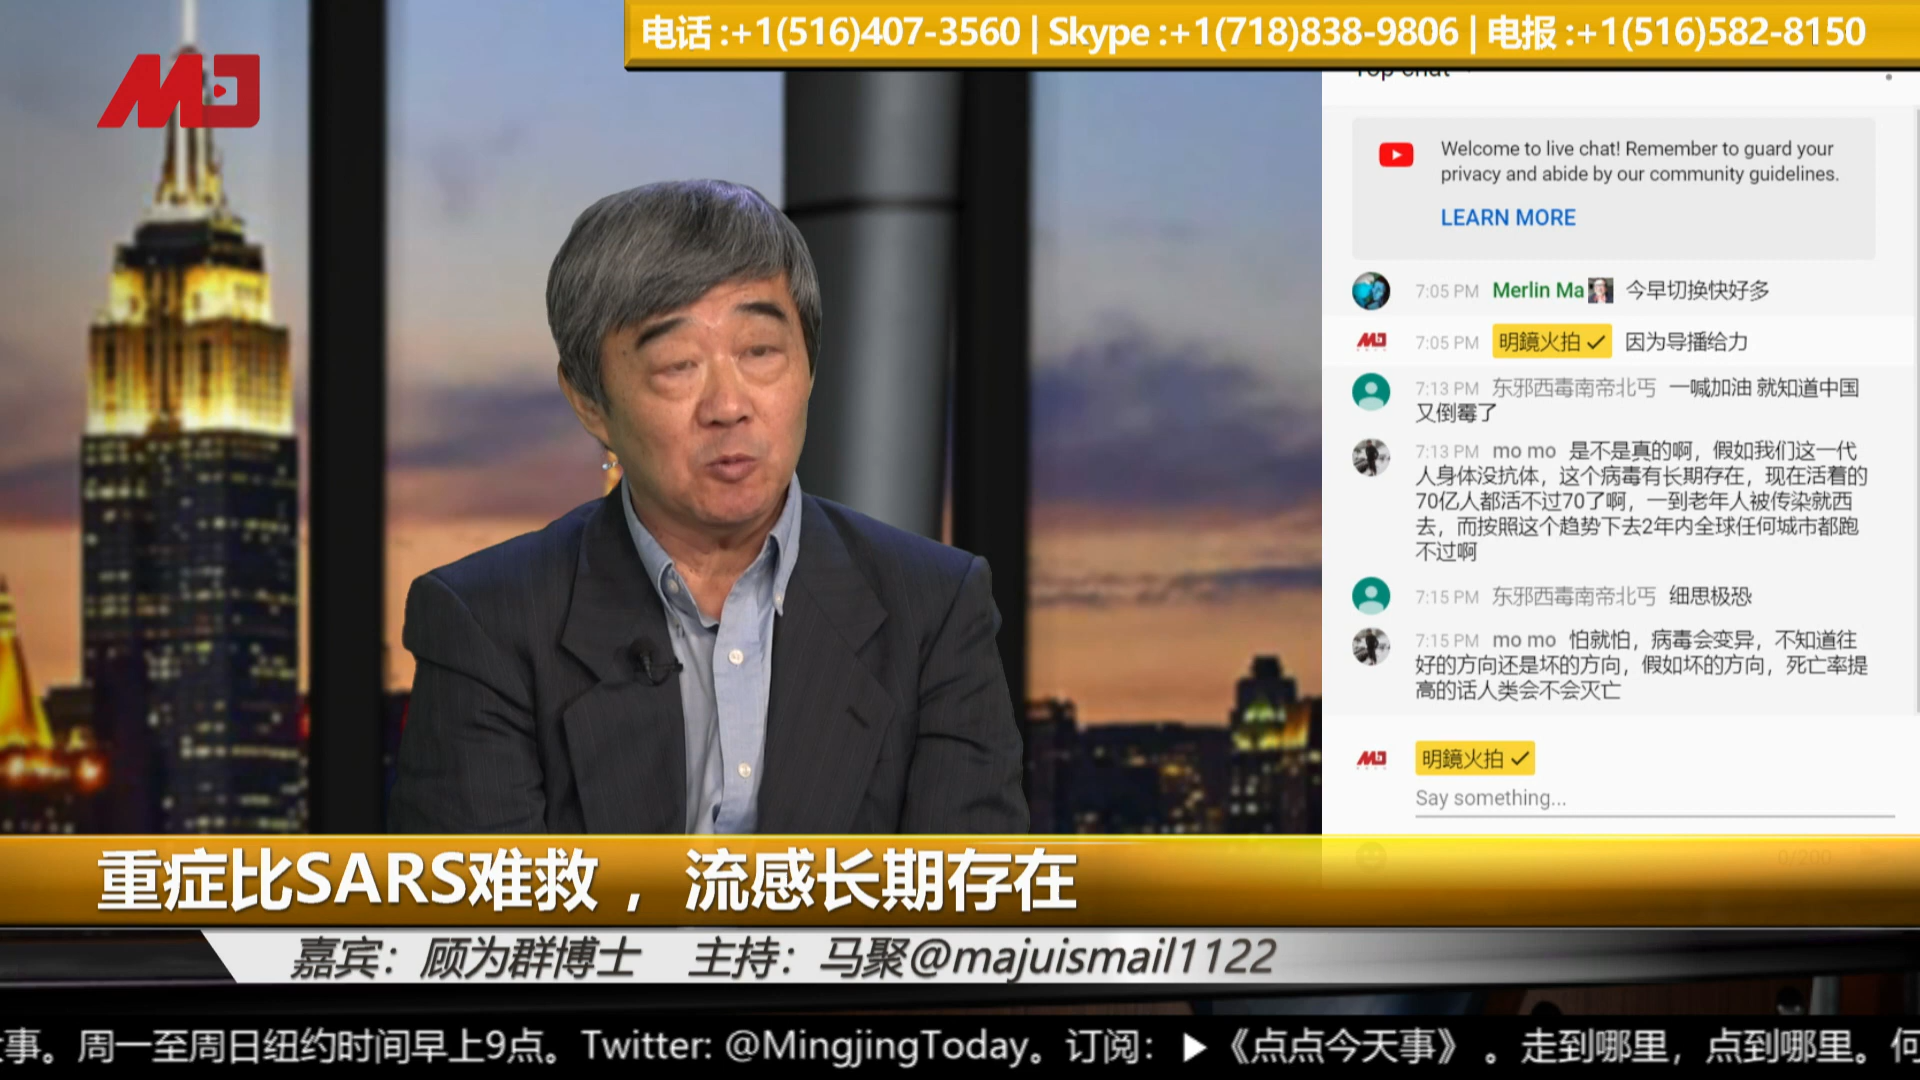 电话 :+1(516)407-3560 | Skype :+1(718)838-9806 | 电报 :+1(516)582-8150
MJ
Top chat
Welcome to live chat! Remember to guard your
privacy and abide by our community guidelines.
LEARN MORE
7:05 PM Merlin Ma 今早切换快好多
7:05 PM 明鏡火拍 ✓ 因为导播给力
7:13 PM 东邪西毒南帝北丐 一喊加油 就知道中国
又倒霉了
7:13 PM mo mo 是不是真的啊，假如我们这一代
人身体没抗体，这个病毒有长期存在，现在活着的
70亿人都活不过70了啊，一到老年人被传染就西
去，而按照这个趋势下去2年内全球任何城市都跑
不过啊
7:15 PM 东邪西毒南帝北丐 细思极恐
7:15 PM mo mo 怕就怕，病毒会变异，不知道往
好的方向还是坏的方向，假如坏的方向，死亡率提
高的话人类会不会灭亡
明鏡火拍 ✓
Say something...
0/200
重症比SARS难救 ，流感长期存在
嘉宾：顾为群博士 主持：马聚@majuismail1122
事。周一至周日纽约时间早上9点。Twitter: @MingjingToday。订阅：▶《点点今天事》 。走到哪里，点到哪里。何